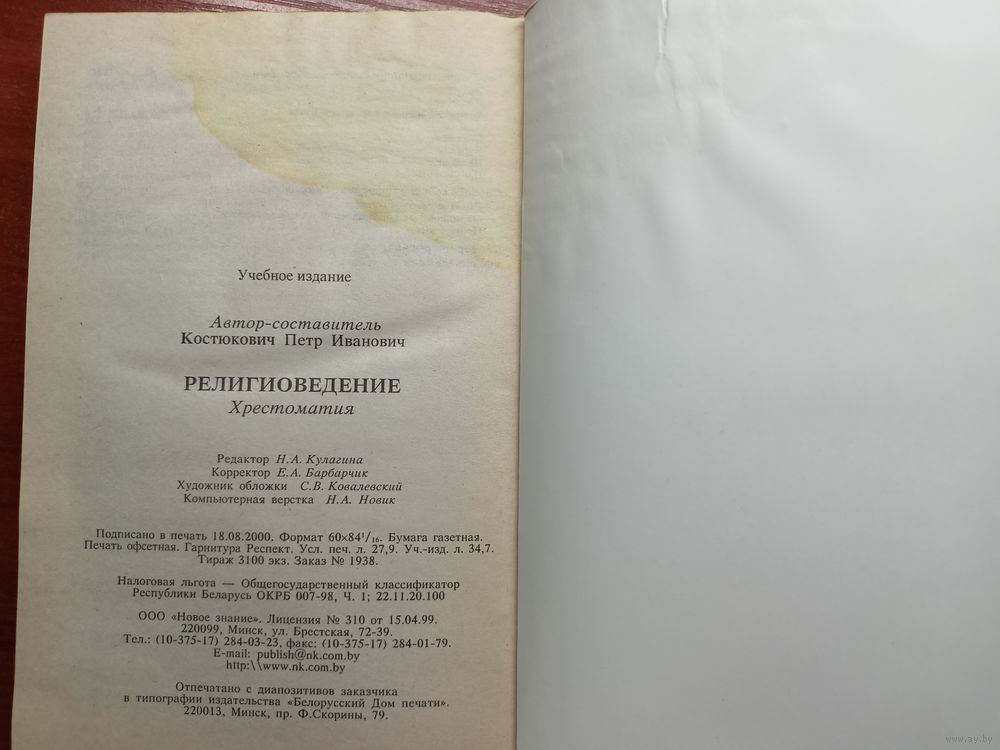 Учебное издание
Автор-составитель
Костюкович Петр Иванович
РЕЛИГИОВЕДЕНИЕ
Хрестоматия
Редактор Н.А. Кулагина
Корректор Е.А. Барбарчик
Художник обложки С.В. Ковалевский
Компьютерная верстка Н.А. Новик
Подписано в печать 18.08.2000. Формат 60×84¹/₁₆. Бумага газетная.
Печать офсетная. Гарнитура Респект. Усл. печ. л. 27,9. Уч.-изд. л. 34,7.
Тираж 3100 экз. Заказ № 1938.
Налоговая льгота — Общегосударственный классификатор
Республики Беларусь ОКРБ 007-98, Ч. 1; 22.11.20.100
ООО «Новое знание». Лицензия № 310 от 15.04.99.
220099, Минск, ул. Брестская, 72-39.
Тел.: (10-375-17) 284-03-23, факс: (10-375-17) 284-01-79.
E-mail: publish@nk.com.by
http:\\www.nk.com.by
Отпечатано с диапозитивов заказчика
в типографии издательства «Белорусский Дом печати».
220013, Минск, пр. Ф.Скорины, 79.
www.ay.by